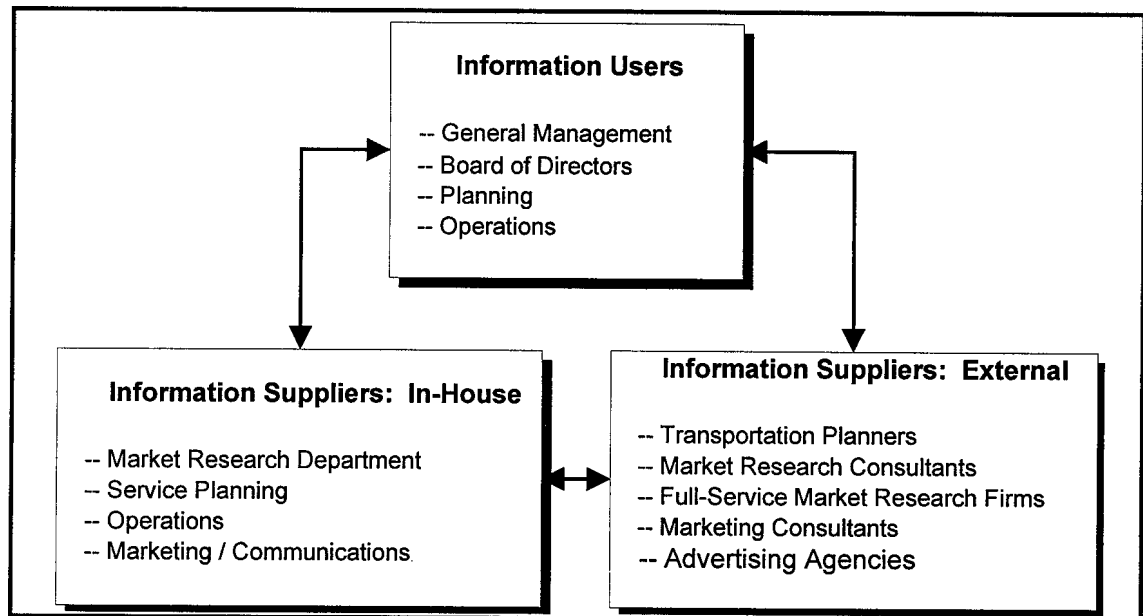 Information Users
-- General Management
-- Board of Directors
-- Planning
-- Operations
Information Suppliers: In-House
-- Market Research Department
-- Service Planning
-- Operations
-- Marketing / Communications
Information Suppliers: External
-- Transportation Planners
-- Market Research Consultants
-- Full-Service Market Research Firms
-- Marketing Consultants
-- Advertising Agencies